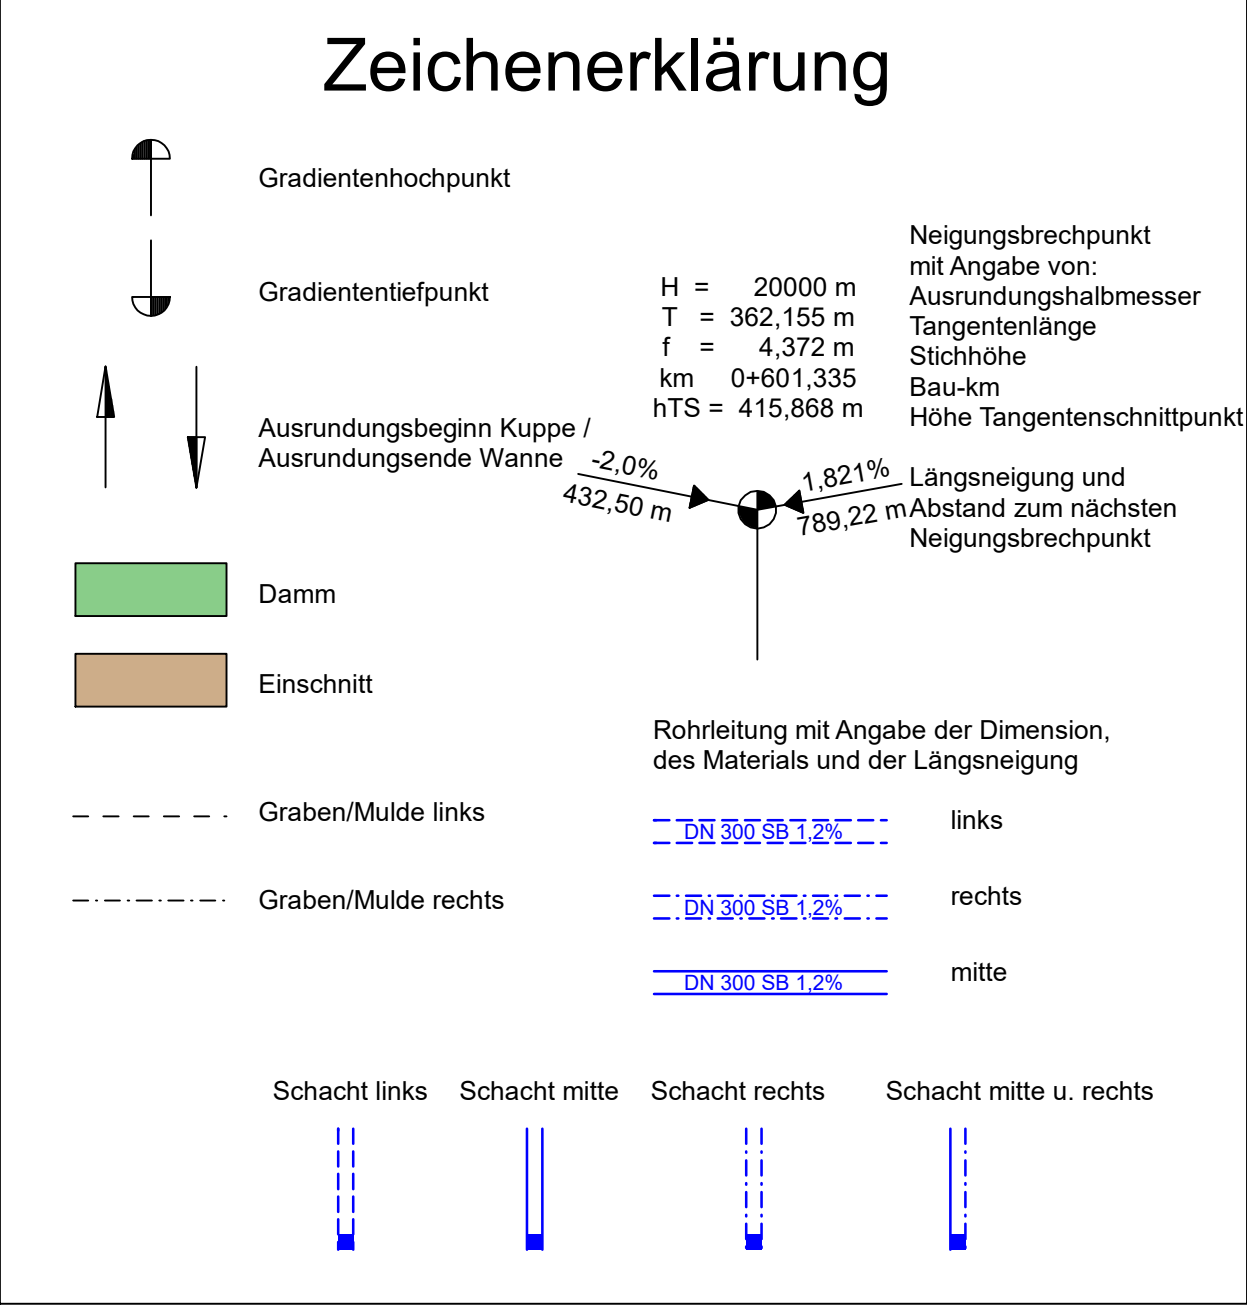 Zeichenerklärung
Gradientenhochpunkt
Gradiententiefpunkt
Ausrundungsbeginn Kuppe /
Ausrundungsende Wanne
Damm
Einschnitt
Graben/Mulde links
Graben/Mulde rechts
H = 20000 m
T = 362,155 m
f = 4,372 m
km 0+601,335
hTS = 415,868 m
Neigungsbrechpunkt
mit Angabe von:
Ausrundungshalbmesser
Tangentenlänge
Stichhöhe
Bau-km
Höhe Tangentenschnittpunkt
-2,0%
432,50 m
1,821%
789,22 m
Längsneigung und
Abstand zum nächsten
Neigungsbrechpunkt
Rohrleitung mit Angabe der Dimension,
des Materials und der Längsneigung
DN 300 SB 1,2%
links
DN 300 SB 1,2%
rechts
DN 300 SB 1,2%
mitte
Schacht links
Schacht mitte
Schacht rechts
Schacht mitte u. rechts